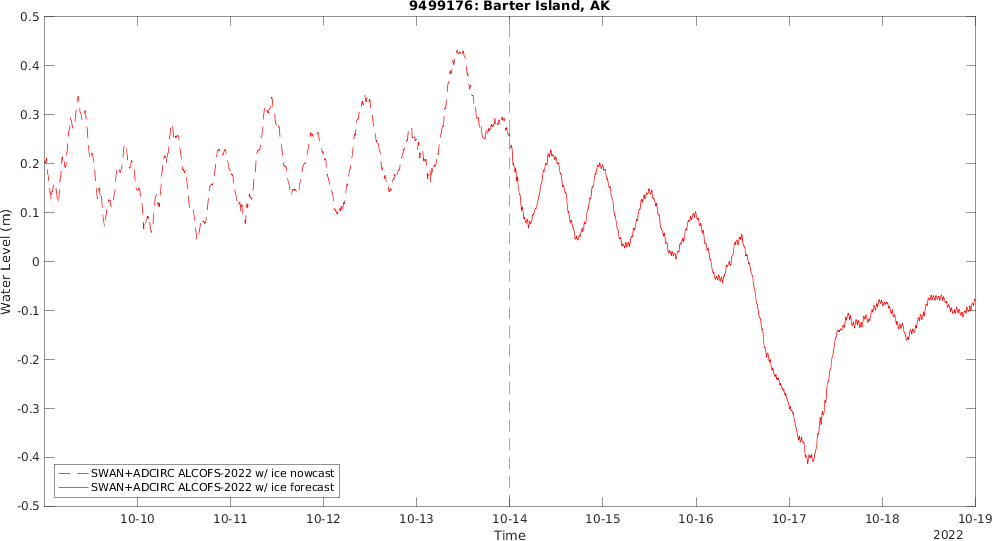 9499176: Barter Island, AK
0.5
0.4
0.3
0.2
0.1
0
-0.1
-0.2
-0.3
-0.4
-0.5
Water Level (m)
SWAN+ADCIRC ALCOFS-2022 w/ ice nowcast
SWAN+ADCIRC ALCOFS-2022 w/ ice forecast
10-10 10-11 10-12 10-13 10-14 10-15 10-16 10-17 10-18 10-19
Time
2022